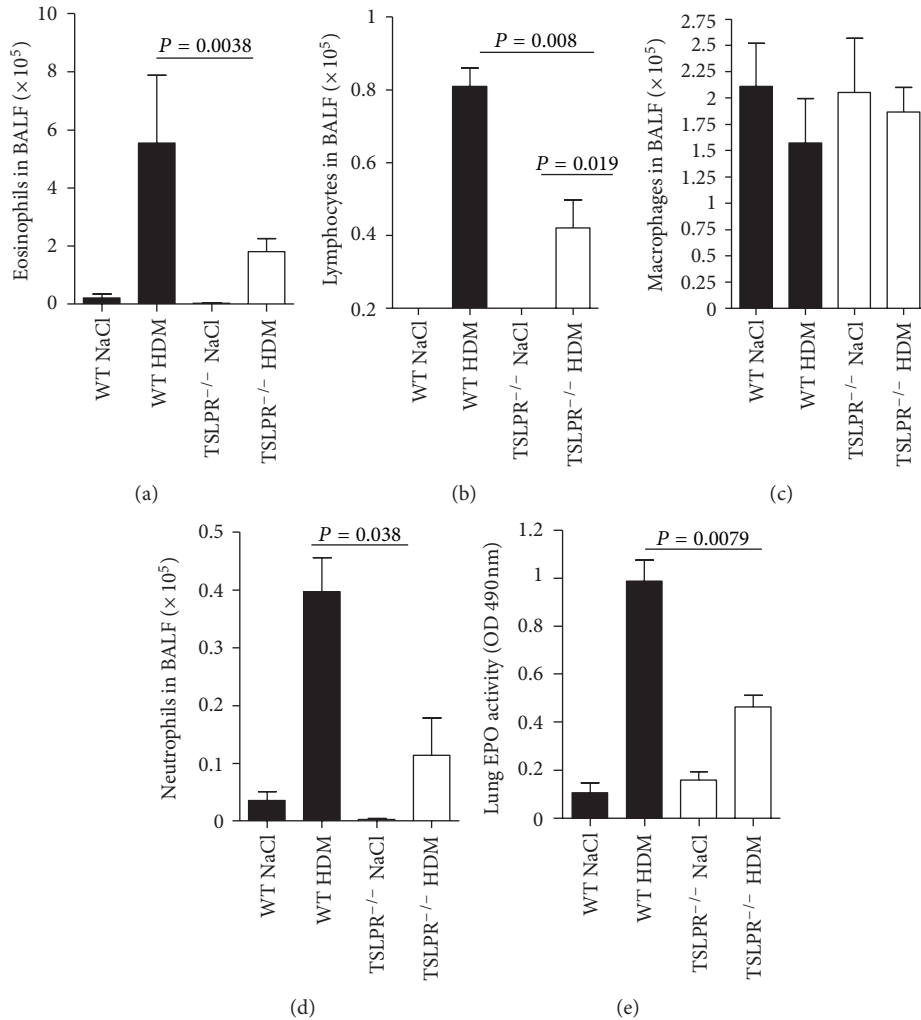 Eosinophils in BALF (×10⁵)
10
8
6
4
2
0
P = 0.0038
WT NaCl
WT HDM
TSLPR⁻/⁻ NaCl
TSLPR⁻/⁻ HDM
(a)
Lymphocytes in BALF (×10⁵)
1
0.8
0.6
0.4
0.2
P = 0.008
P = 0.019
WT NaCl
WT HDM
TSLPR⁻/⁻ NaCl
TSLPR⁻/⁻ HDM
(b)
Macrophages in BALF (×10⁵)
3
2.75
2.5
2.25
2
1.75
1.5
1.25
1
0.75
0.5
0.25
0
WT NaCl
WT HDM
TSLPR⁻/⁻ NaCl
TSLPR⁻/⁻ HDM
(c)
Neutrophils in BALF (×10⁵)
0.5
0.4
0.3
0.2
0.1
0
P = 0.038
WT NaCl
WT HDM
TSLPR⁻/⁻ NaCl
TSLPR⁻/⁻ HDM
(d)
Lung EPO activity (OD 490nm)
1.2
1
0.8
0.6
0.4
0.2
0
P = 0.0079
WT NaCl
WT HDM
TSLPR⁻/⁻ NaCl
TSLPR⁻/⁻ HDM
(e)